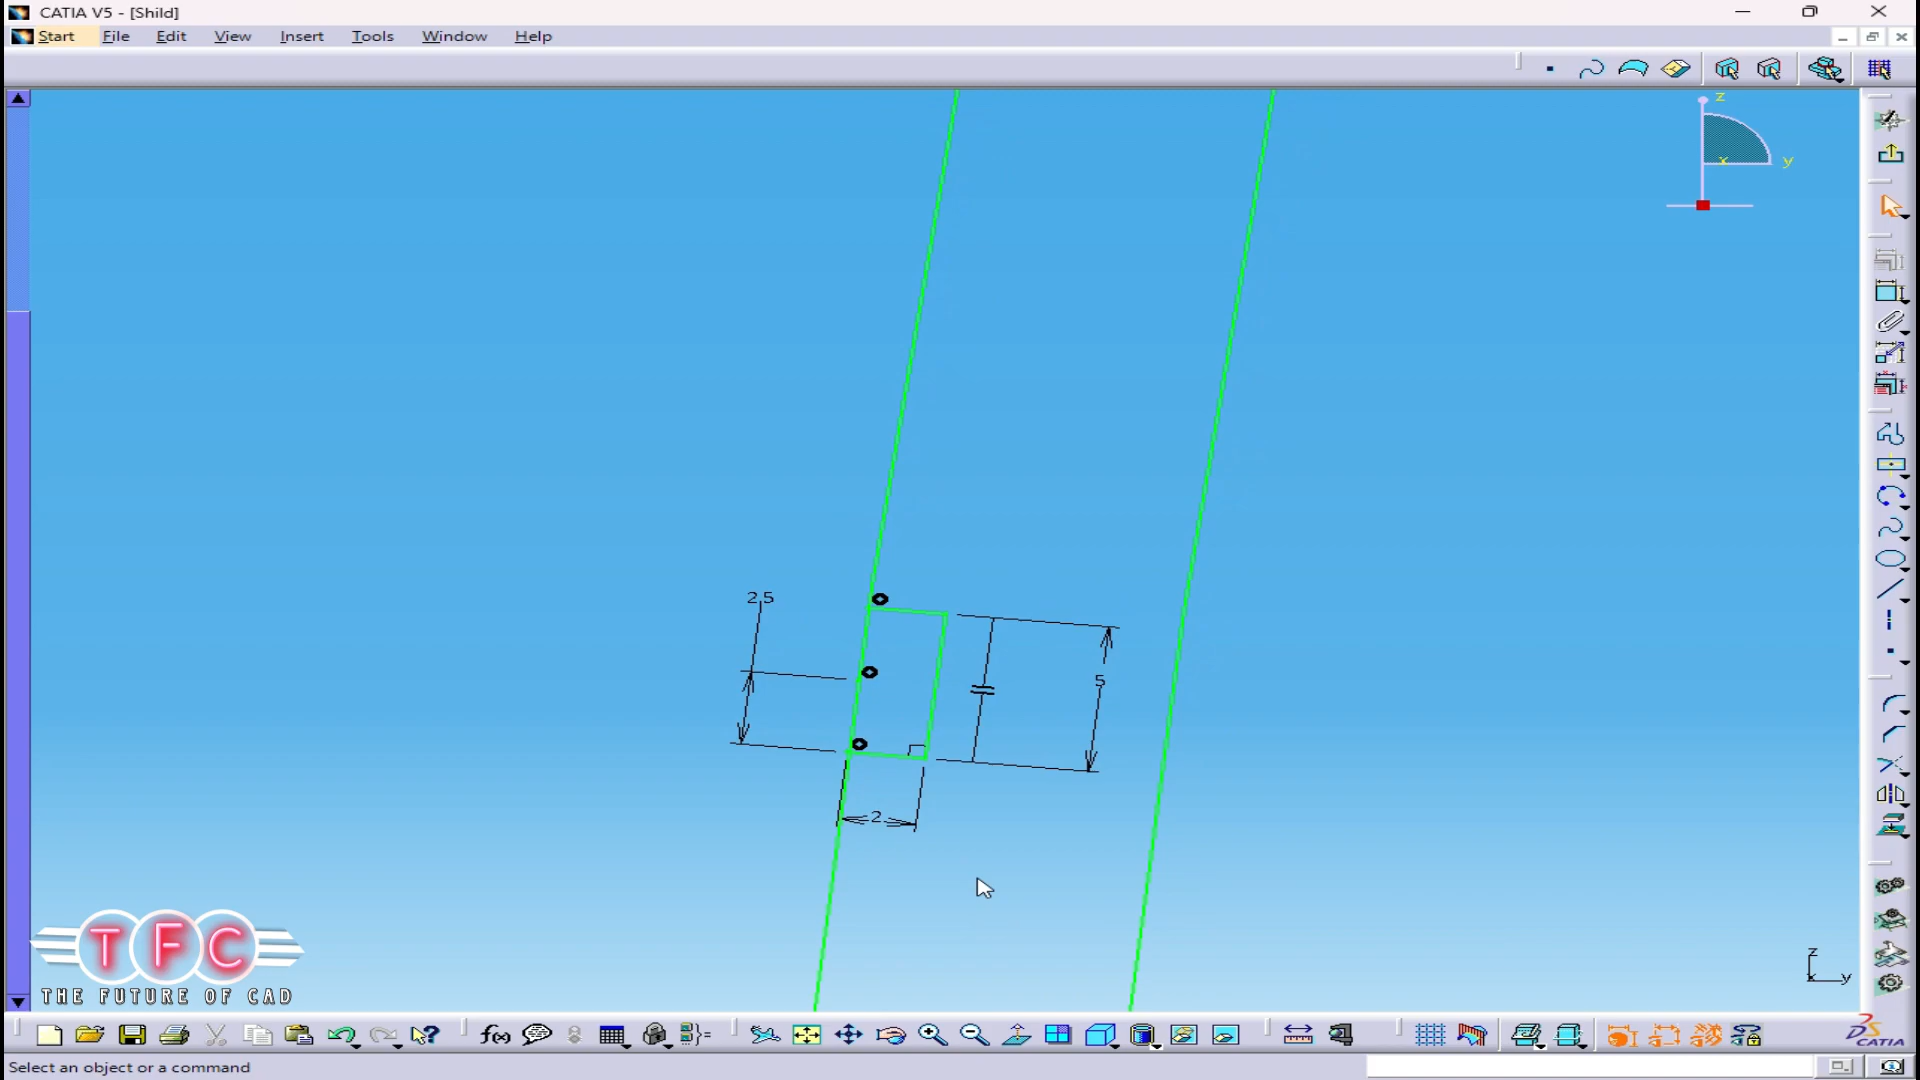 CATIA V5 - [Shild]
Start File Edit View Insert Tools Window Help
z
x y
2,5
5
2
TFC
THE FUTURE OF CAD
z
x y
f(x)
CATIA
Select an object or a command